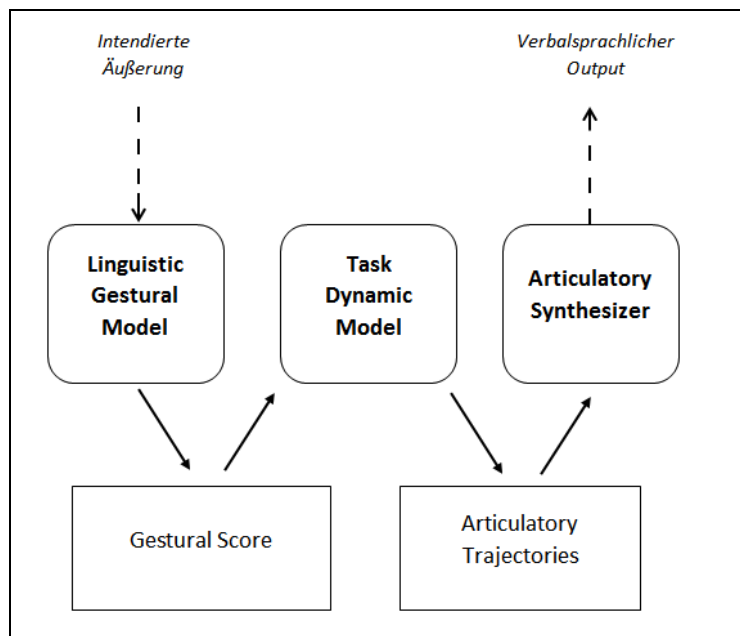 Intendierte
Äußerung
Verbalsprachlicher
Output
Linguistic
Gestural
Model
Task
Dynamic
Model
Articulatory
Synthesizer
Gestural Score
Articulatory
Trajectories